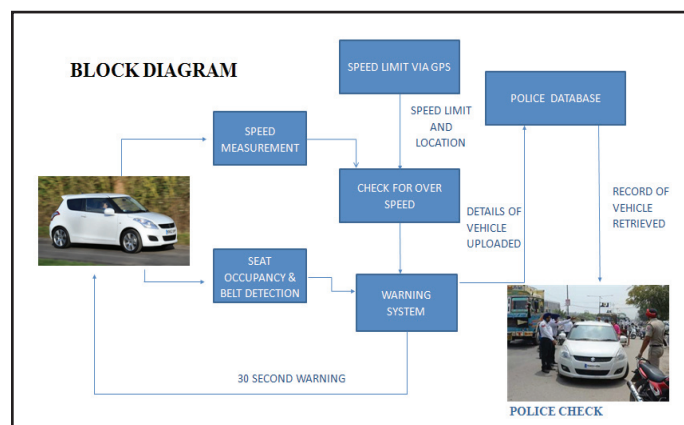 BLOCK DIAGRAM
SPEED LIMIT VIA GPS
POLICE DATABASE
SPEED
MEASUREMENT
SPEED LIMIT
AND
LOCATION
CHECK FOR OVER
SPEED
DETAILS OF
VEHICLE
UPLOADED
RECORD OF
VEHICLE
RETRIEVED
SEAT
OCCUPANCY &
BELT DETECTION
WARNING
SYSTEM
30 SECOND WARNING
POLICE CHECK